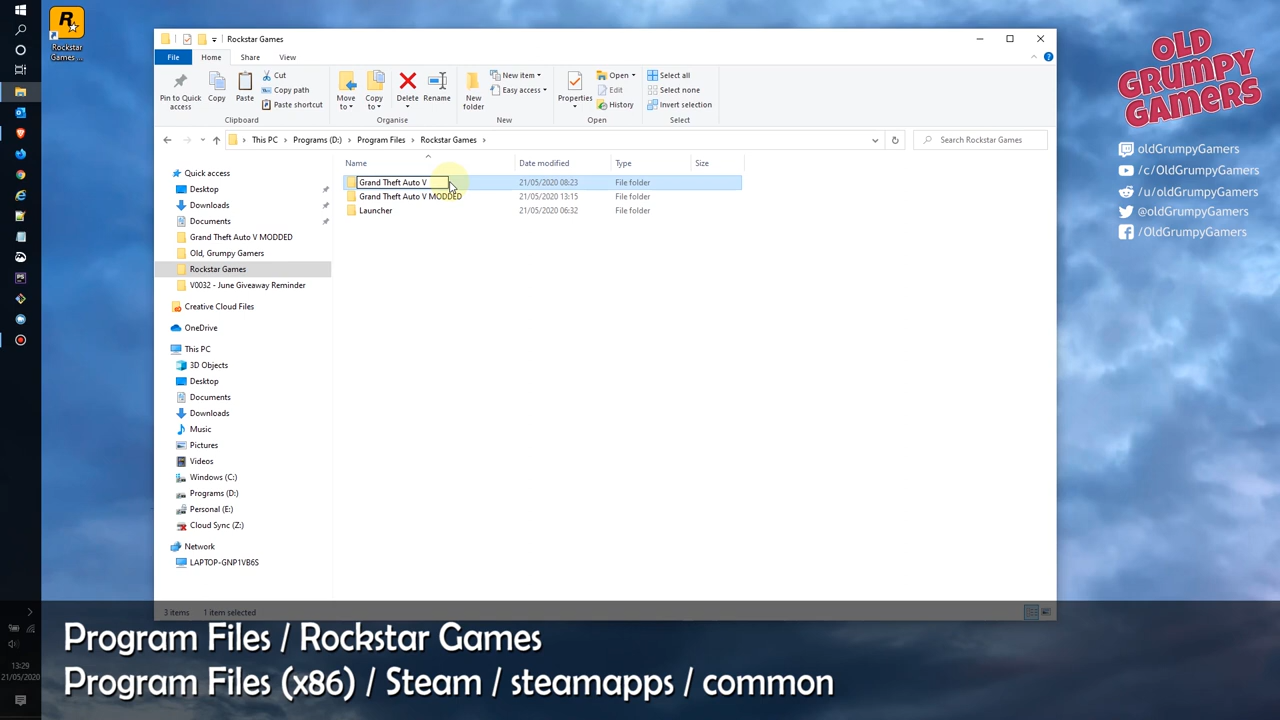 Rockstar Games ...
Rockstar Games
File Home Share View
Pin to Quick access
Copy
Paste
Cut
Copy path
Paste shortcut
Clipboard
Move to
Copy to
Delete
Rename
Organise
New folder
New item
Easy access
New
Properties
Open
Edit
History
Open
Select all
Select none
Invert selection
Select
This PC > Programs (D:) > Program Files > Rockstar Games >
Search Rockstar Games
Name Date modified Type Size
Grand Theft Auto V 21/05/2020 08:23 File folder
Grand Theft Auto V MODDED 21/05/2020 13:15 File folder
Launcher 21/05/2020 06:32 File folder
Quick access
Desktop
Downloads
Documents
Grand Theft Auto V MODDED
Old, Grumpy Gamers
Rockstar Games
V0032 - June Giveaway Reminder
Creative Cloud Files
OneDrive
This PC
3D Objects
Desktop
Documents
Downloads
Music
Pictures
Videos
Windows (C:)
Programs (D:)
Personal (E:)
Cloud Sync (Z:)
Network
LAPTOP-GNP1VB6S
3 items 1 item selected
OLD
GRUMPY
GAMERS
oldGrumpyGamers
/c/OldGrumpyGamers
/u/oldGrumpyGamers
@oldGrumpyGamers
/OldGrumpyGamers
13:29
21/05/2020
Program Files / Rockstar Games
Program Files (x86) / Steam / steamapps / common